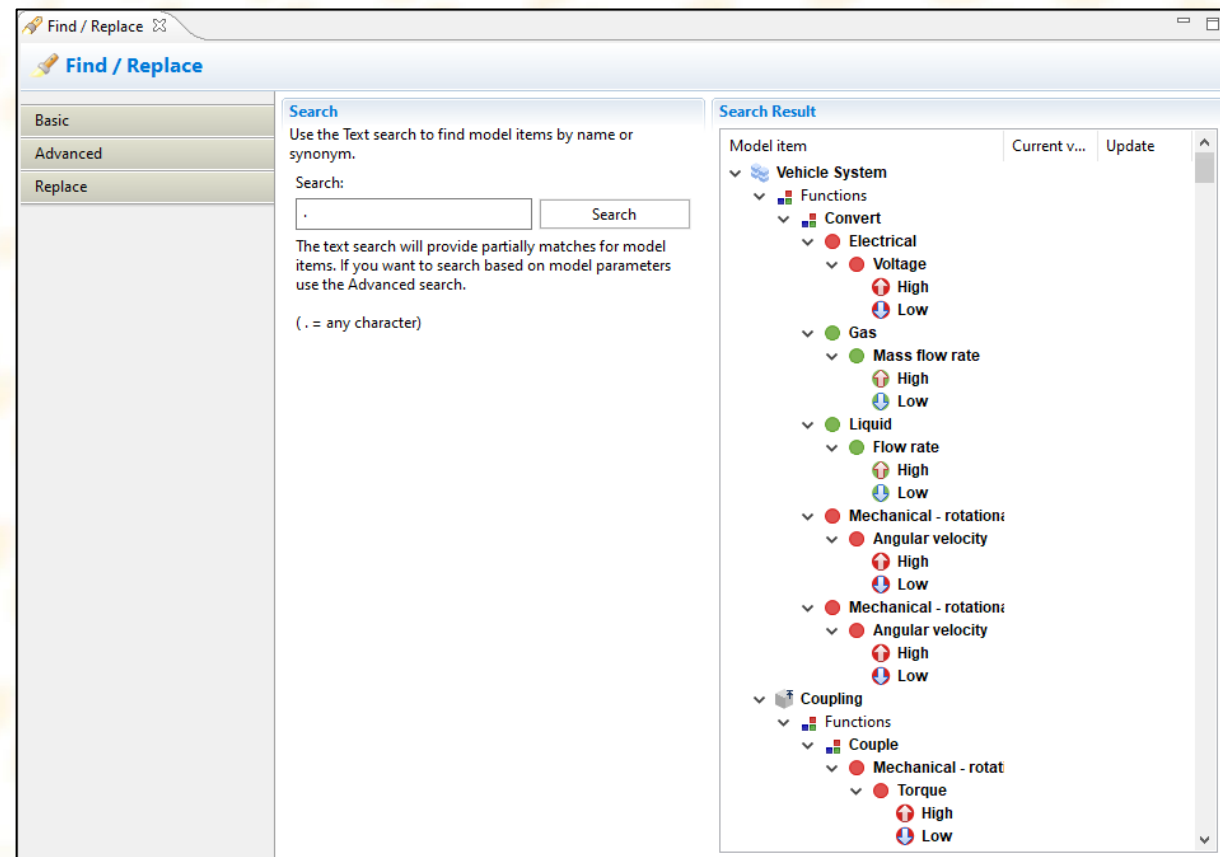 Find / Replace
Find / Replace
Basic
Advanced
Replace
Search
Use the Text search to find model items by name or
synonym.
Search:
.
Search
The text search will provide partially matches for model
items. If you want to search based on model parameters
use the Advanced search.
( . = any character)
Search Result
Model item Current v... Update
Vehicle System
Functions
Convert
Electrical
Voltage
High
Low
Gas
Mass flow rate
High
Low
Liquid
Flow rate
High
Low
Mechanical - rotationa
Angular velocity
High
Low
Mechanical - rotationa
Angular velocity
High
Low
Coupling
Functions
Couple
Mechanical - rotati
Torque
High
Low